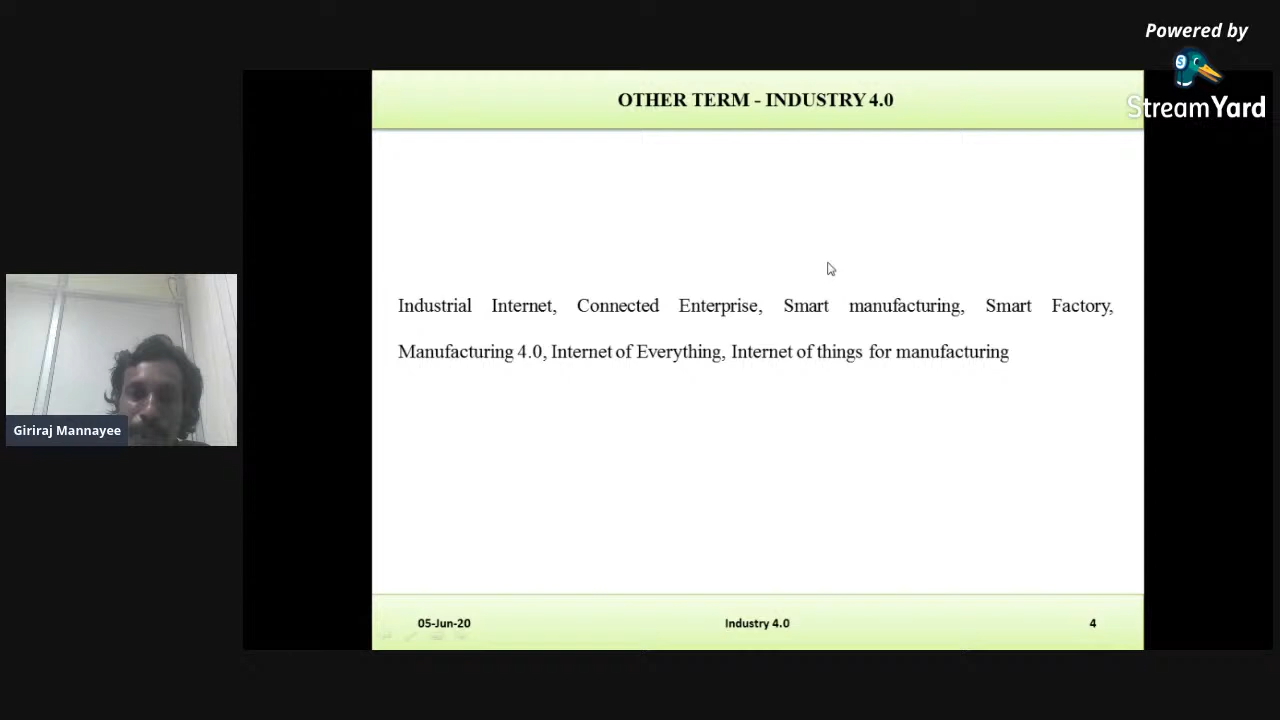 Powered by
StreamYard
OTHER TERM - INDUSTRY 4.0
Industrial Internet, Connected Enterprise, Smart manufacturing, Smart Factory,
Manufacturing 4.0, Internet of Everything, Internet of things for manufacturing
Giriraj Mannayee
05-Jun-20 Industry 4.0 4